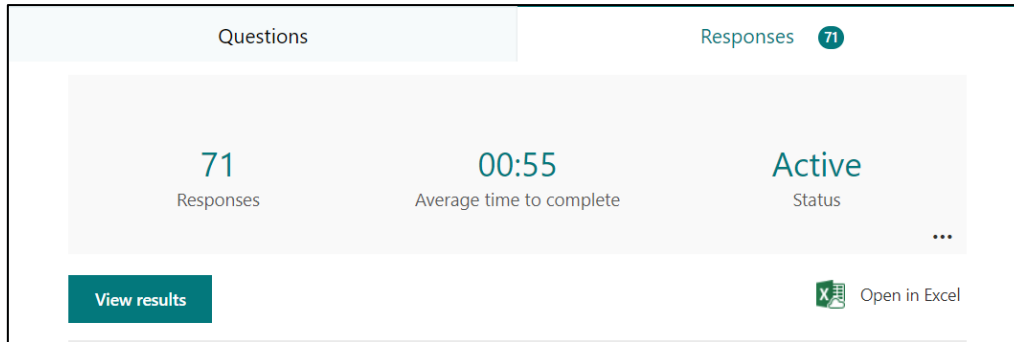 Questions
Responses 71
71
Responses
00:55
Average time to complete
Active
Status
...
View results
Open in Excel